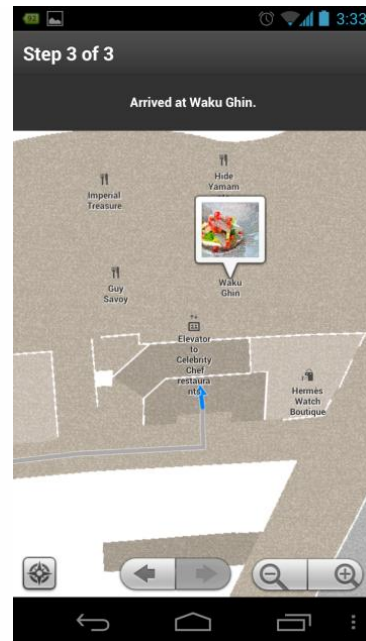 3:33
Step 3 of 3
Arrived at Waku Ghin.
Hide
Yamam
Imperial
Treasure
Guy
Savoy
Waku
Ghin
Elevator
to
Celebrity
Chef
restaura
nts
Hermès
Watch
Boutique